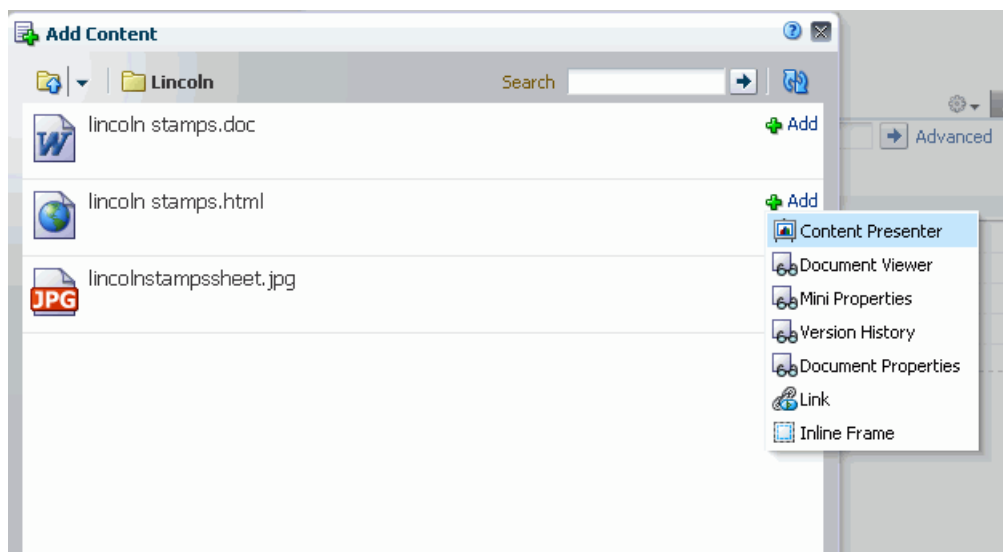 Add Content
Lincoln Search
Advanced
lincoln stamps.doc Add
lincoln stamps.html Add
lincolnstampssheet.jpg
JPG
Content Presenter
Document Viewer
Mini Properties
Version History
Document Properties
Link
Inline Frame